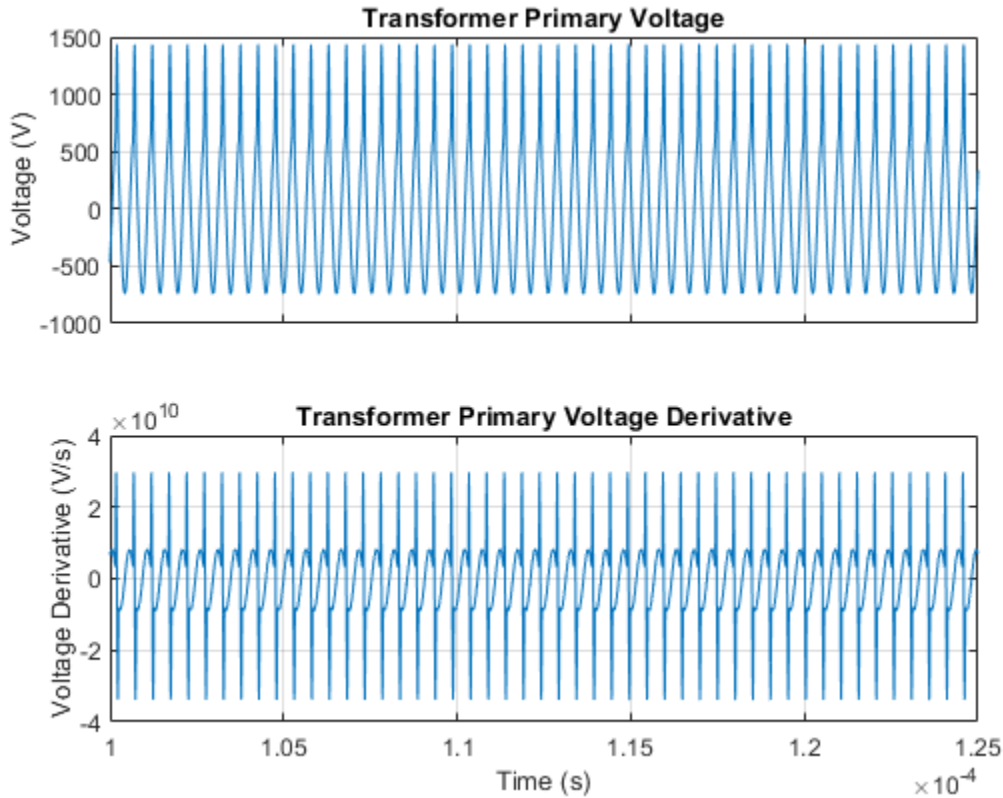 Transformer Primary Voltage
1500
1000
500
0
-500
-1000
Voltage (V)
×10^10
Transformer Primary Voltage Derivative
4
2
0
-2
-4
Voltage Derivative (V/s)
1 1.05 1.1 1.15 1.2 1.25
Time (s)
×10^-4